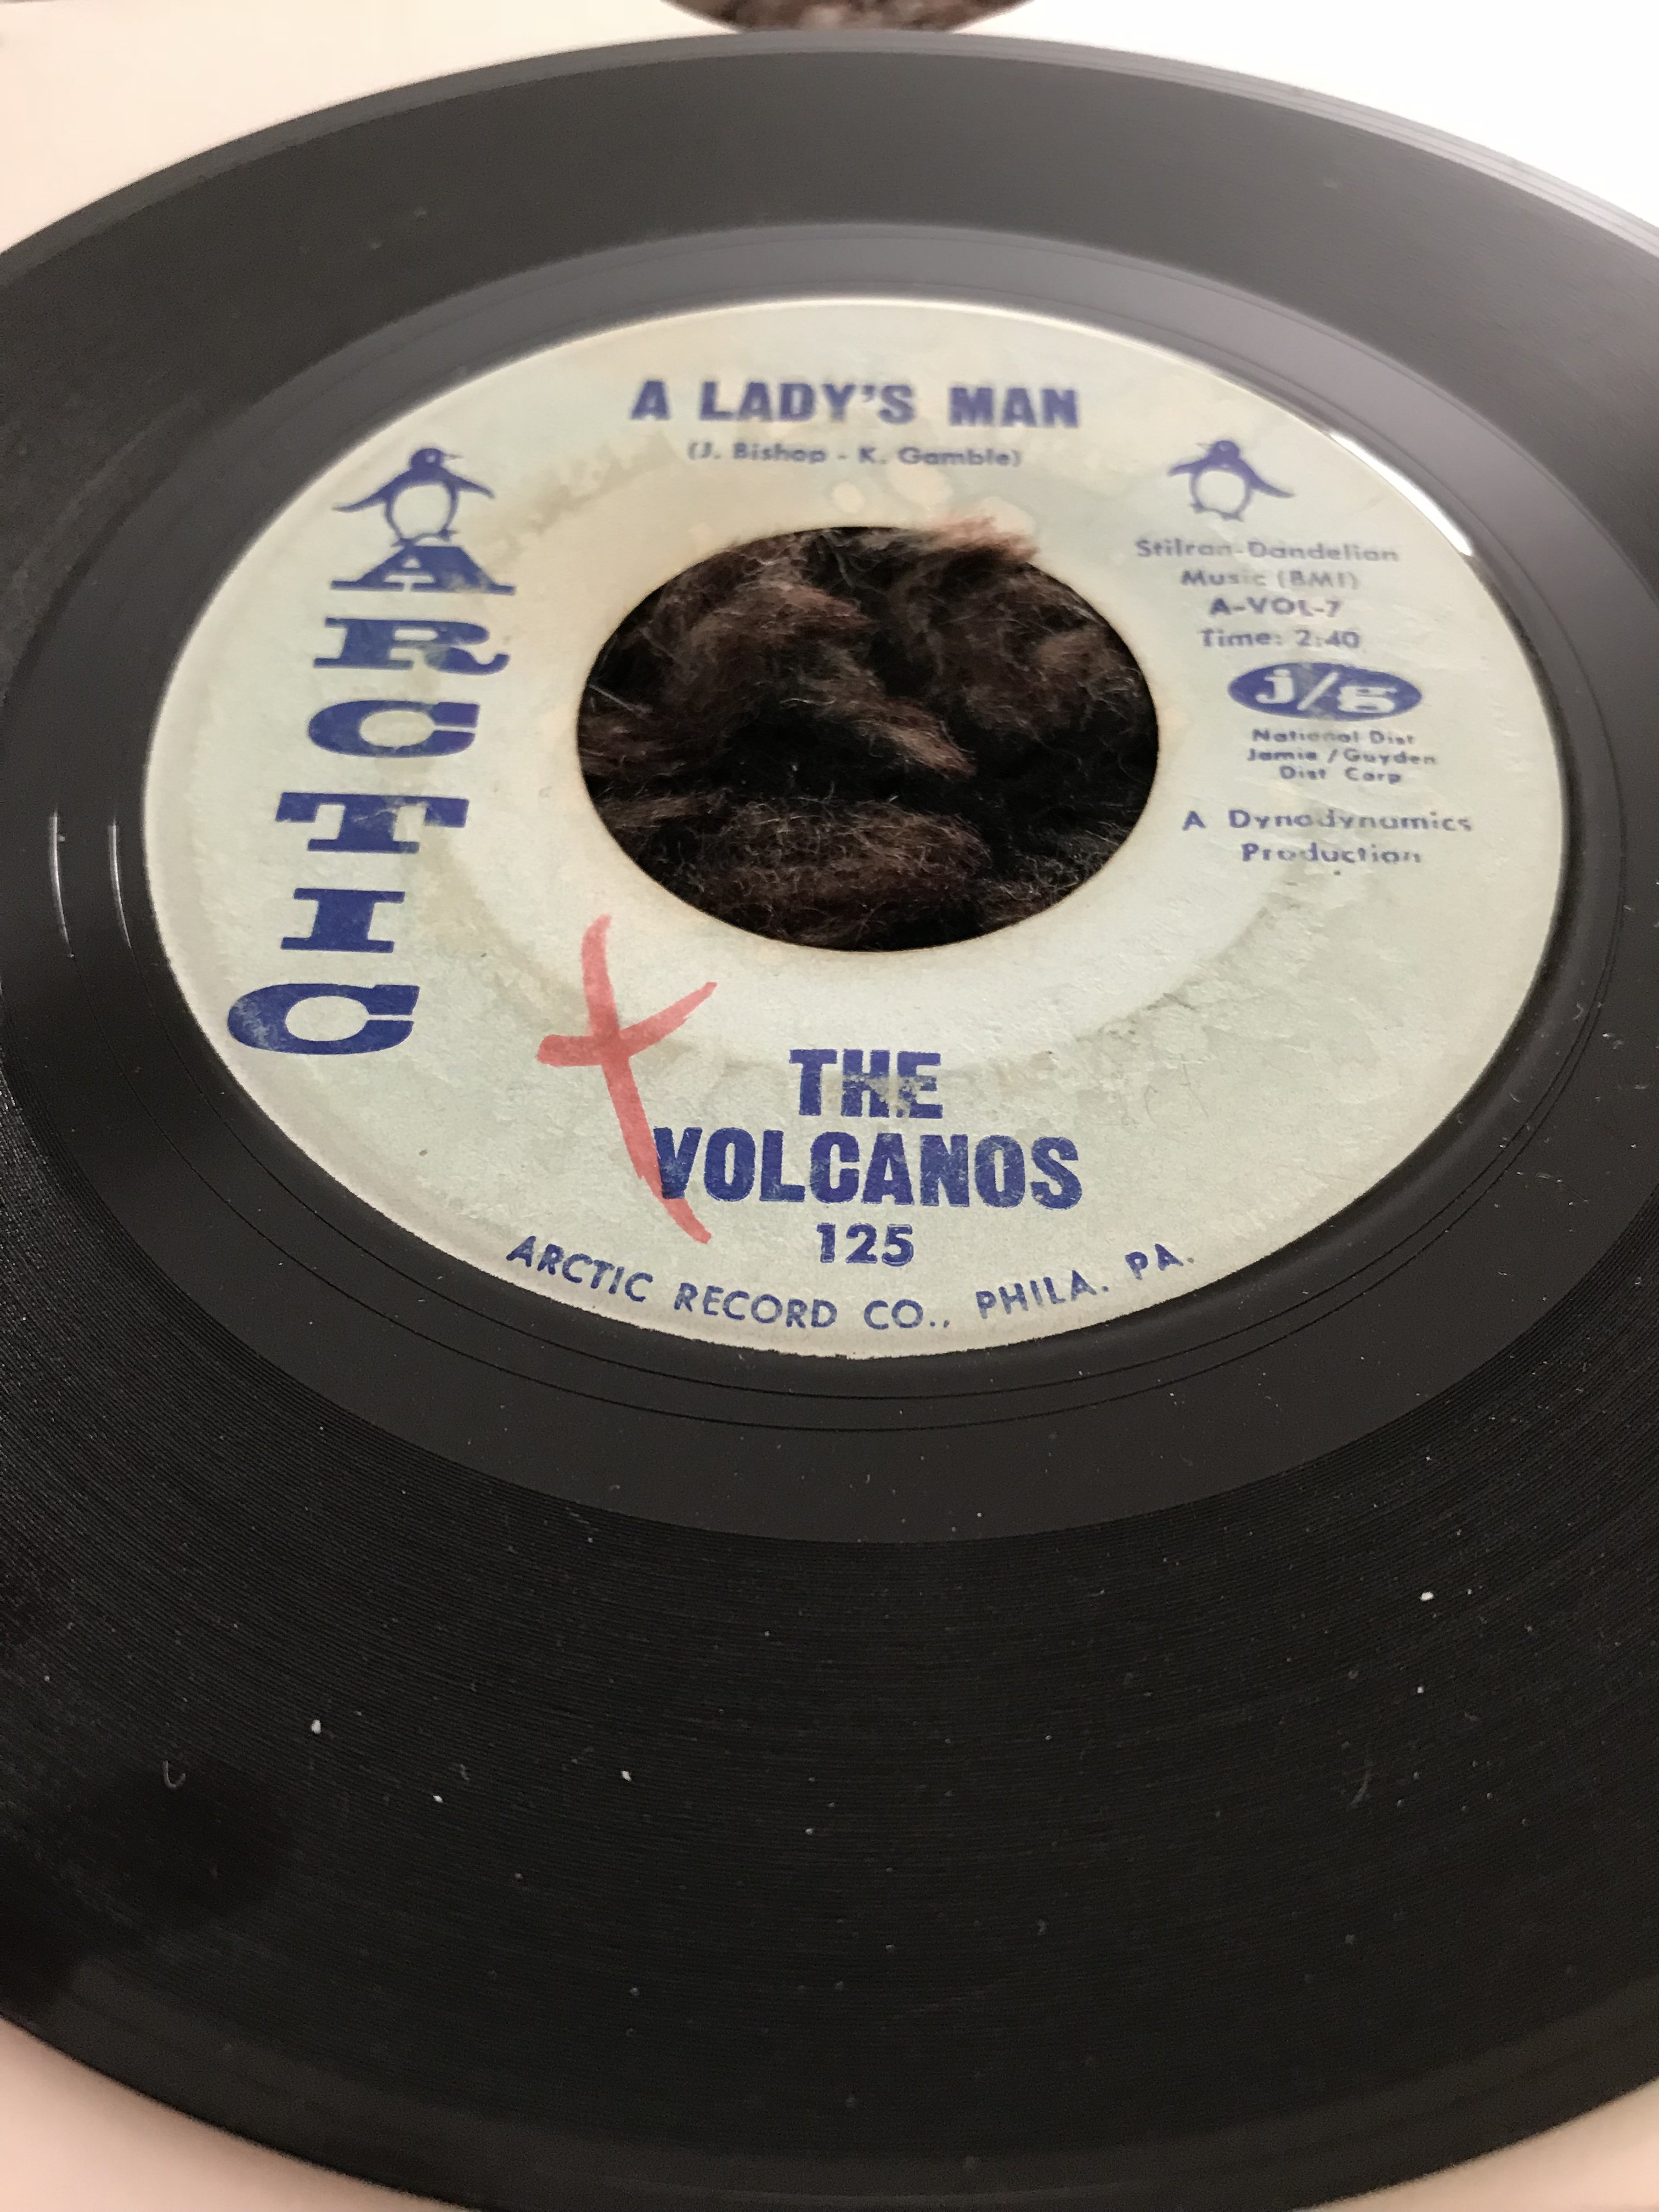 A LADY'S MAN
(J. Bishop - K. Gamble)
ARCTIC
Stilran-Dandelian
Music (BMI)
A-VOL-7
Time: 2:40
j/g
National Dist
Jamie / Guyden
Dist Corp
A Dynodynamics
Production
THE
VOLCANOS
125
ARCTIC RECORD CO., PHILA. PA.